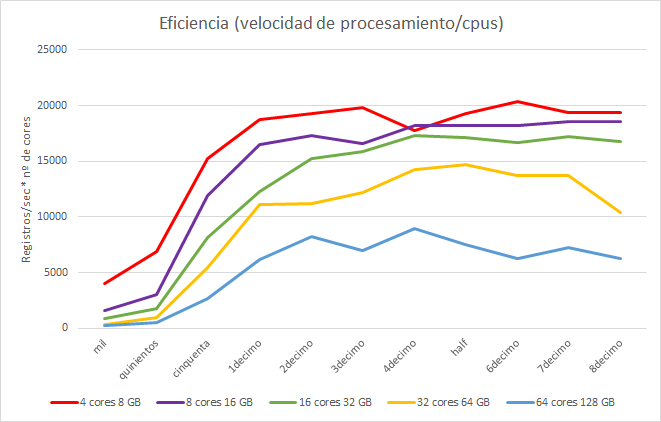 Eficiencia (velocidad de procesamiento/cpus)
Registros/sec * nº de cores
25000
20000
15000
10000
5000
0
mil
quinientos
cinquenta
1decimo
2decimo
3decimo
4decimo
half
6decimo
7decimo
8decimo
4 cores 8 GB
8 cores 16 GB
16 cores 32 GB
32 cores 64 GB
64 cores 128 GB